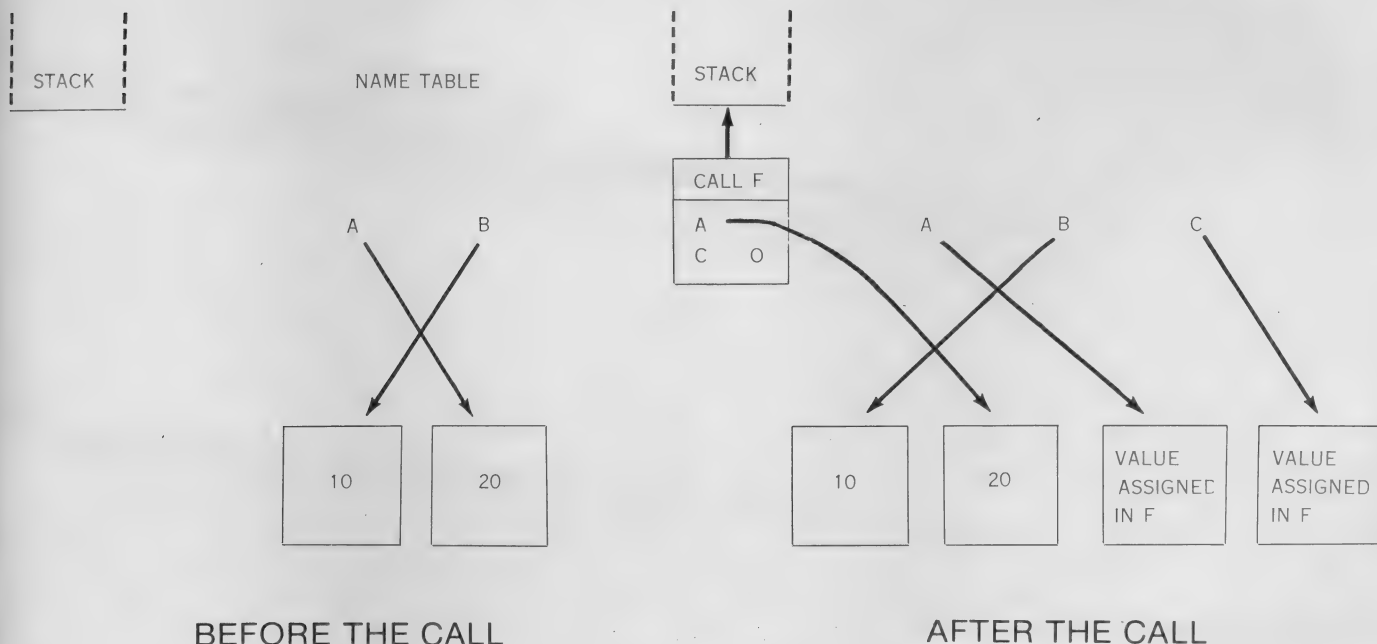 STACK
NAME TABLE
A B
10 20
BEFORE THE CALL
STACK
CALL F
A
C O
A B C
10 20
VALUE
ASSIGNED
IN F
VALUE
ASSIGNED
IN F
AFTER THE CALL